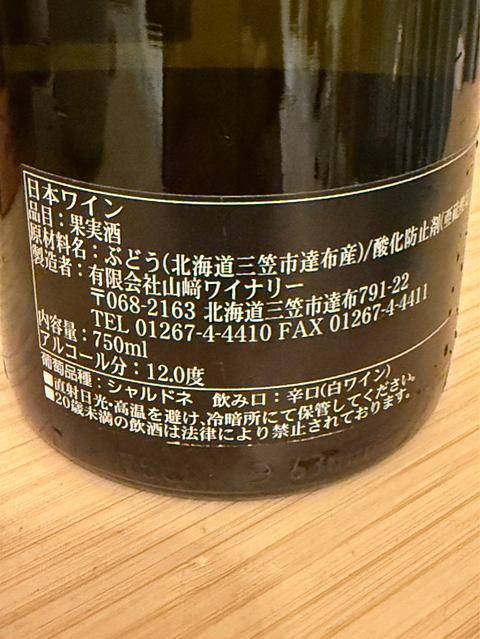 日本ワイン
品目：果実酒
原材料名：ぶどう(北海道三笠市達布産)/酸化防止剤(亜硫酸
製造者：有限会社山﨑ワイナリー
〒068-2163 北海道三笠市達布791-22
TEL 01267-4-4410 FAX 01267-4-4411
内容量：750ml
アルコール分：12.0度
葡萄品種：シャルドネ 飲み口：辛口(白ワイン)
■直射日光・高温を避け、冷暗所にて保管してください。
■20歳未満の飲酒は法律により禁止されております。